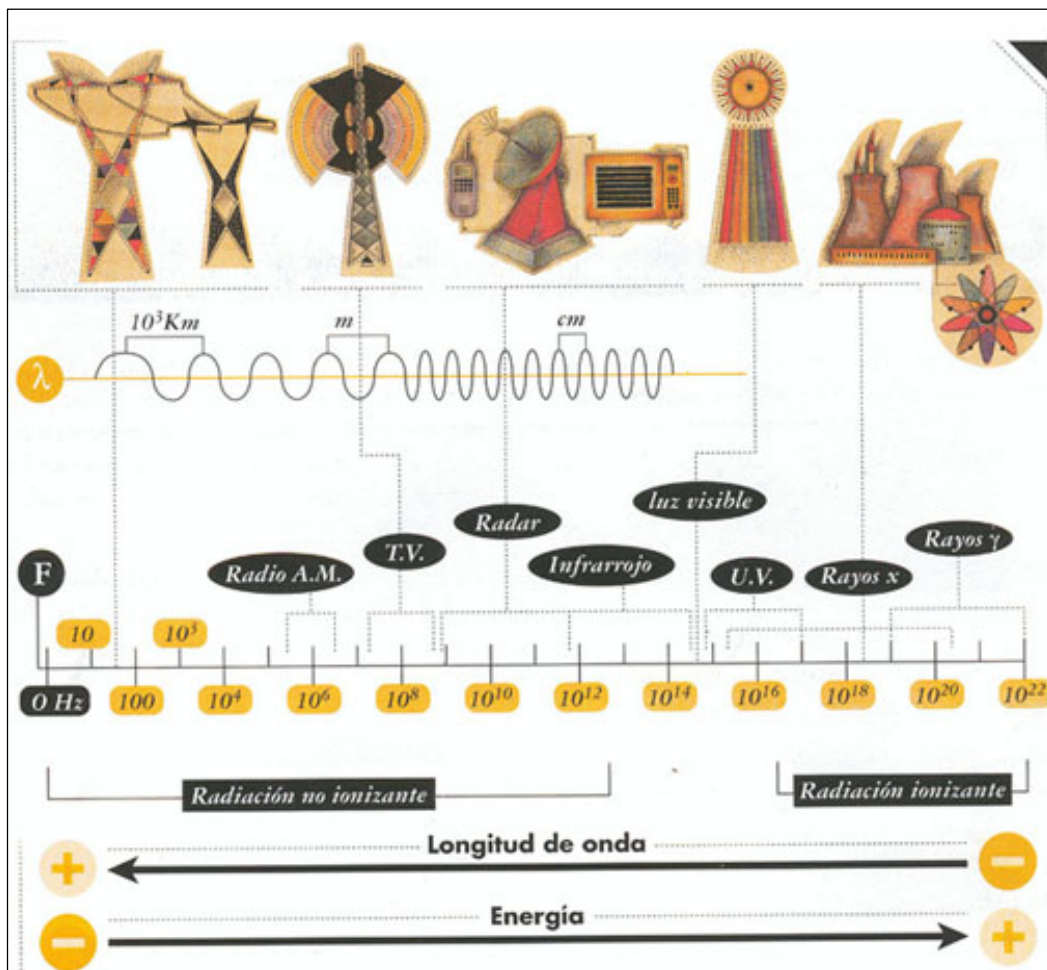 10³Km
m
cm
λ
luz visible
Radar
T.V.
Infrarrojo
Radio A.M.
Rayos γ
U.V.
Rayos x
F
10
10³
0 Hz
100
10⁴
10⁶
10⁸
10¹⁰
10¹²
10¹⁴
10¹⁶
10¹⁸
10²⁰
10²²
Radiación no ionizante
Radiación ionizante
Longitud de onda
+
−
Energía
−
+